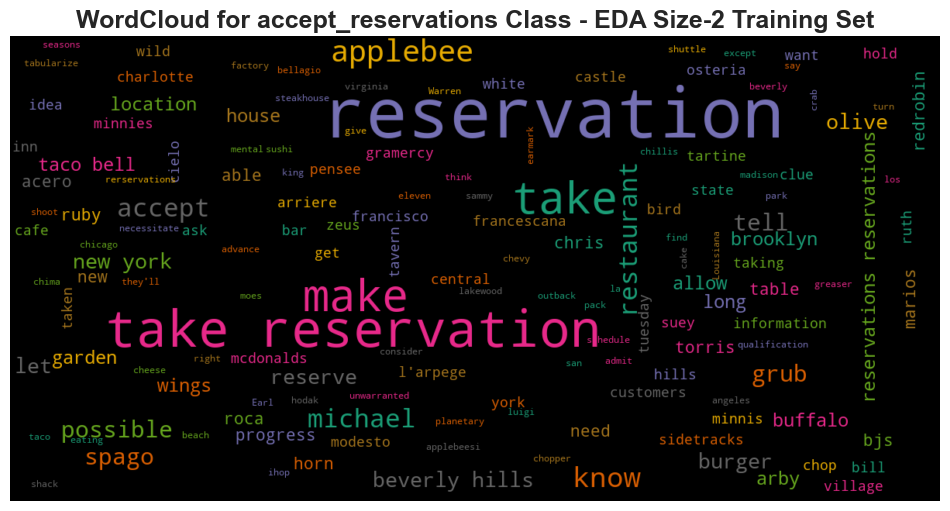 WordCloud for accept_reservations Class - EDA Size-2 Training Set
seasons
wild
applebee
shuttle
except
want
hold
tabularize
charlotte
factory
bellagio
castle
osteria
say
redrobin
idea
location
steakhouse
virginia
Warren
white
beverly
crab
turn
minnies
house
give
reservation
olive
inn
cielo
mental
sushi
gramercy
earmark
chillis
tartine
reservations reservations
taco bell
acero
rerservations
able
king
pensee
think
take
restaurant
state
madison
clue
los
shoot
ruby
accept
arriere
eleven
sammy
bird
park
ruth
cafe
necessitate
ask
bar
zeus
francisco
francescana
tell
chicago
get
tavern
chris
find
cake
Louisiana
brooklyn
new york
advance
chevy
taking
chima
new
they'll
central
lakewood
outback
la
allow
long
table
greaser
marios
taken
moes
make
pack
tuesday
suey
information
take reservation
schedule
let
garden
right
mcdonalds
consider
san
admit
torris
qualification
cheese
wings
reserve
l'arpege
hills
grub
Earl
hodak
unwarranted
york
customers
angeles
possible
roca
michael
planetary
luigi
minnis
buffalo
taco
eating
beach
progress
modesto
applebeesi
need
sidetracks
bjs
spago
horn
chopper
burger
chop
bill
shack
ihop
beverly hills
know
arby
village